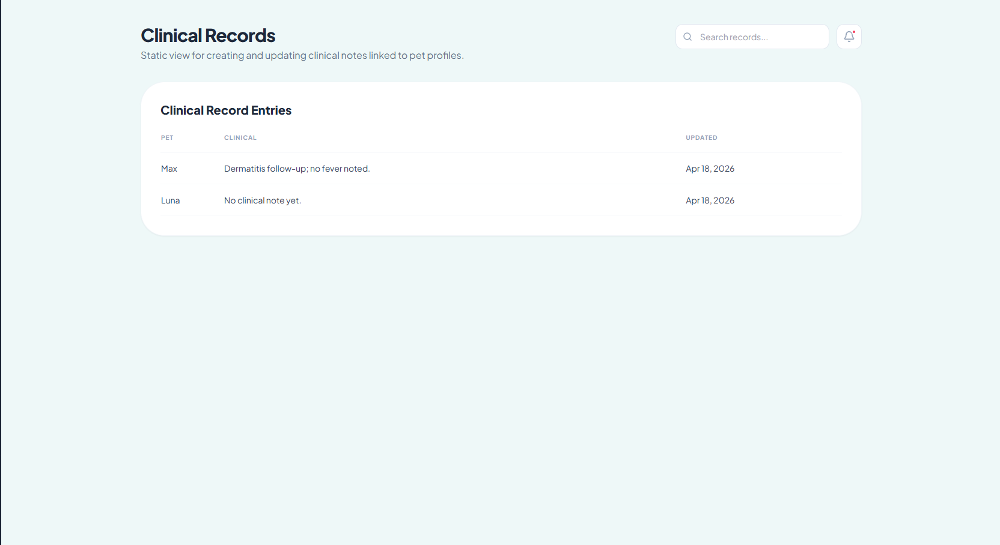 Clinical Records
Search records...
Static view for creating and updating clinical notes linked to pet profiles.
Clinical Record Entries
PET CLINICAL UPDATED
Max Dermatitis follow-up; no fever noted. Apr 18, 2026
Luna No clinical note yet. Apr 18, 2026